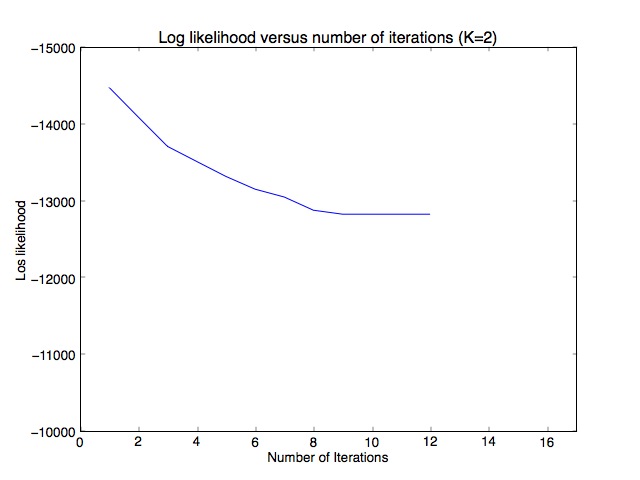 Log likelihood versus number of iterations (K=2)
−15000
−14000
−13000
−12000
−11000
−10000
Los likelihood
0 2 4 6 8 10 12 14 16
Number of Iterations